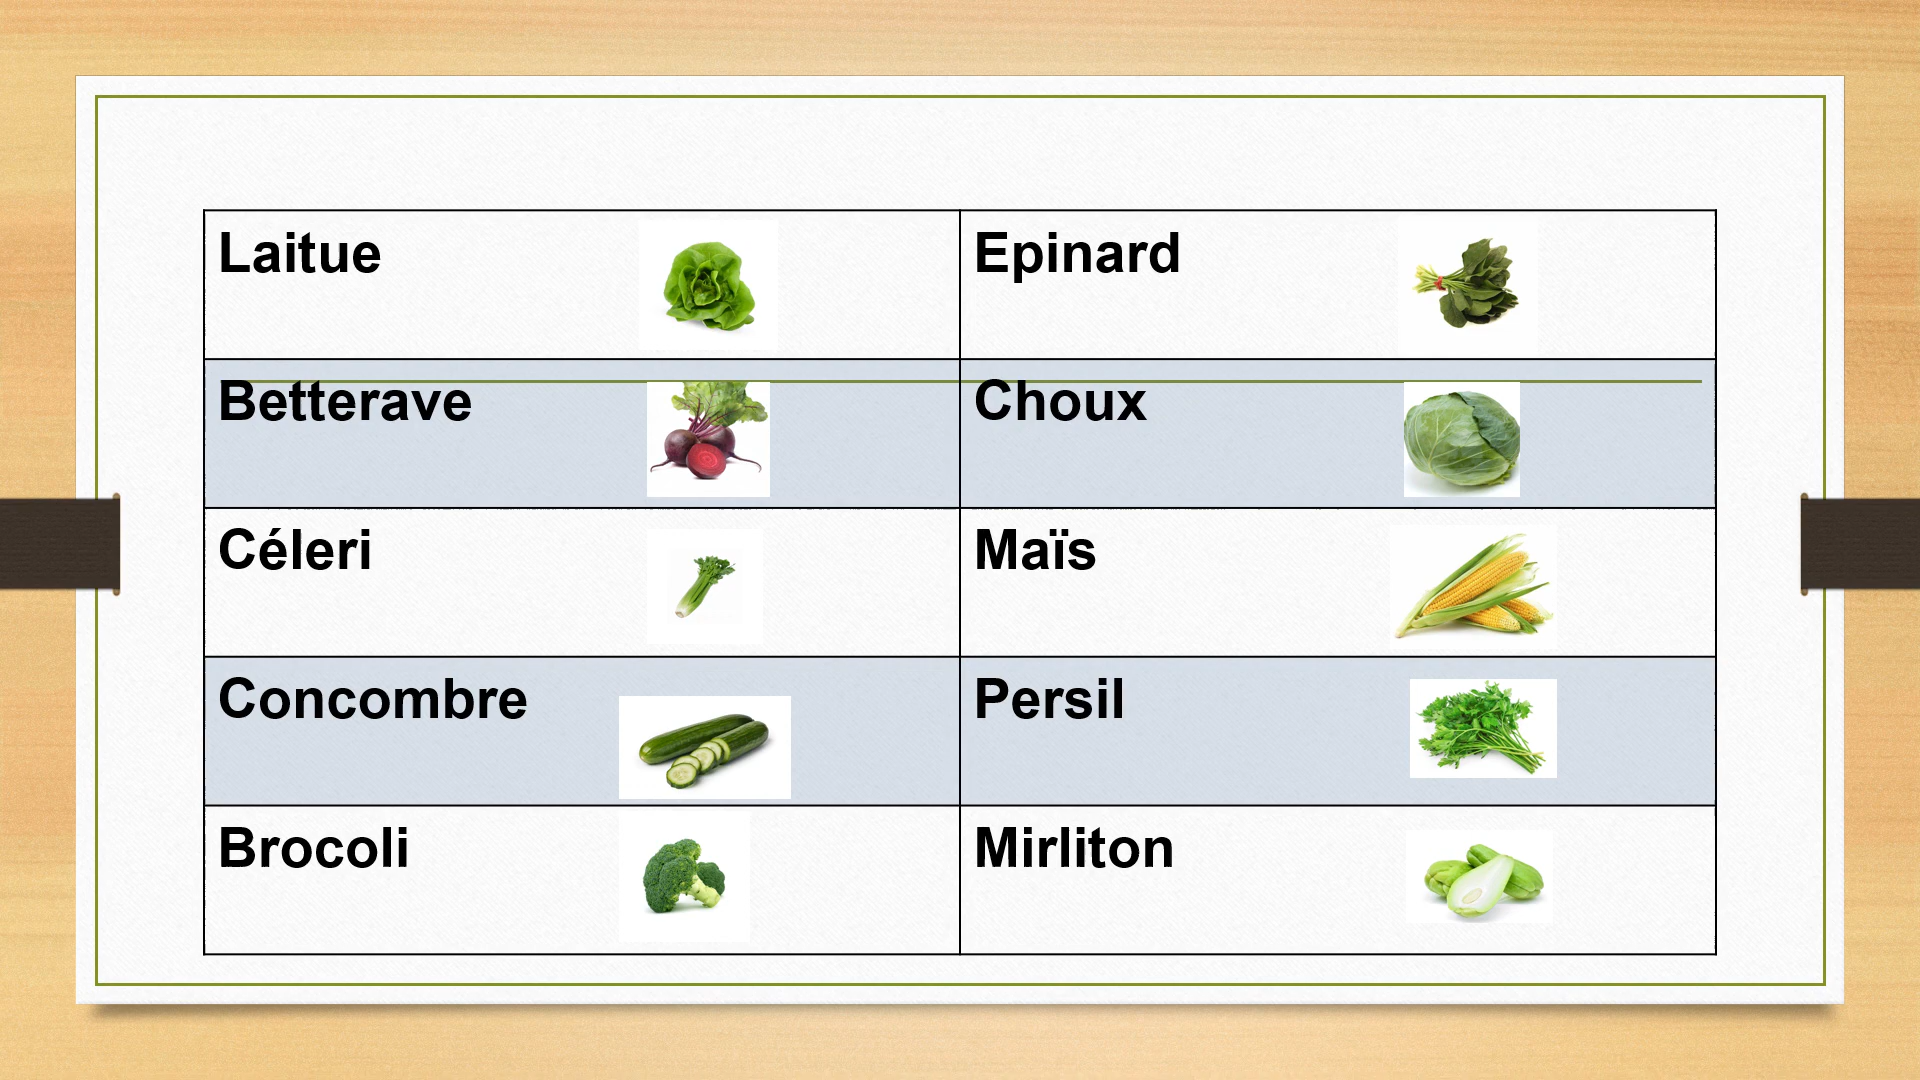 Laitue
Epinard
Betterave
Choux
Céleri
Maïs
Concombre
Persil
Brocoli
Mirliton